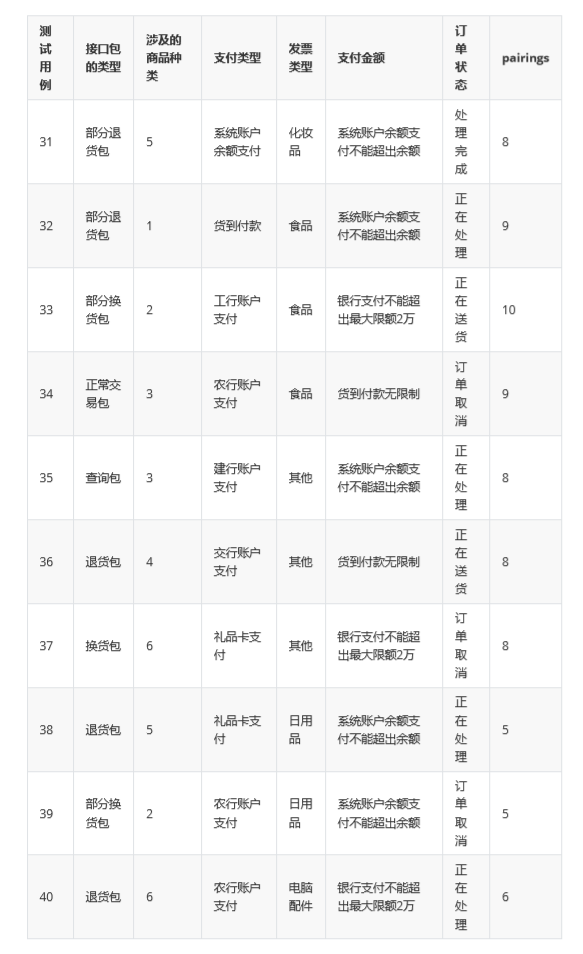 测试用例 接口包的类型 涉及的商品种类 支付类型 发票类型 支付金额 订单状态 pairings
31 部分退货包 5 系统账户余额支付 化妆品 系统账户余额支付不能超出余额 处理完成 8
32 部分退货包 1 货到付款 食品 系统账户余额支付不能超出余额 正在处理 9
33 部分换货包 2 工行账户支付 食品 银行支付不能超出最大限额2万 正在送货 10
34 正常交易包 3 农行账户支付 食品 货到付款无限制 订单取消 9
35 查询包 3 建行账户支付 其他 系统账户余额支付不能超出余额 正在处理 8
36 退货包 4 交行账户支付 其他 货到付款无限制 正在送货 8
37 换货包 6 礼品卡支付 其他 银行支付不能超出最大限额2万 订单取消 8
38 退货包 5 礼品卡支付 日用品 系统账户余额支付不能超出余额 正在处理 5
39 部分换货包 2 农行账户支付 日用品 系统账户余额支付不能超出余额 订单取消 5
40 退货包 6 农行账户支付 电脑配件 银行支付不能超出最大限额2万 正在处理 6